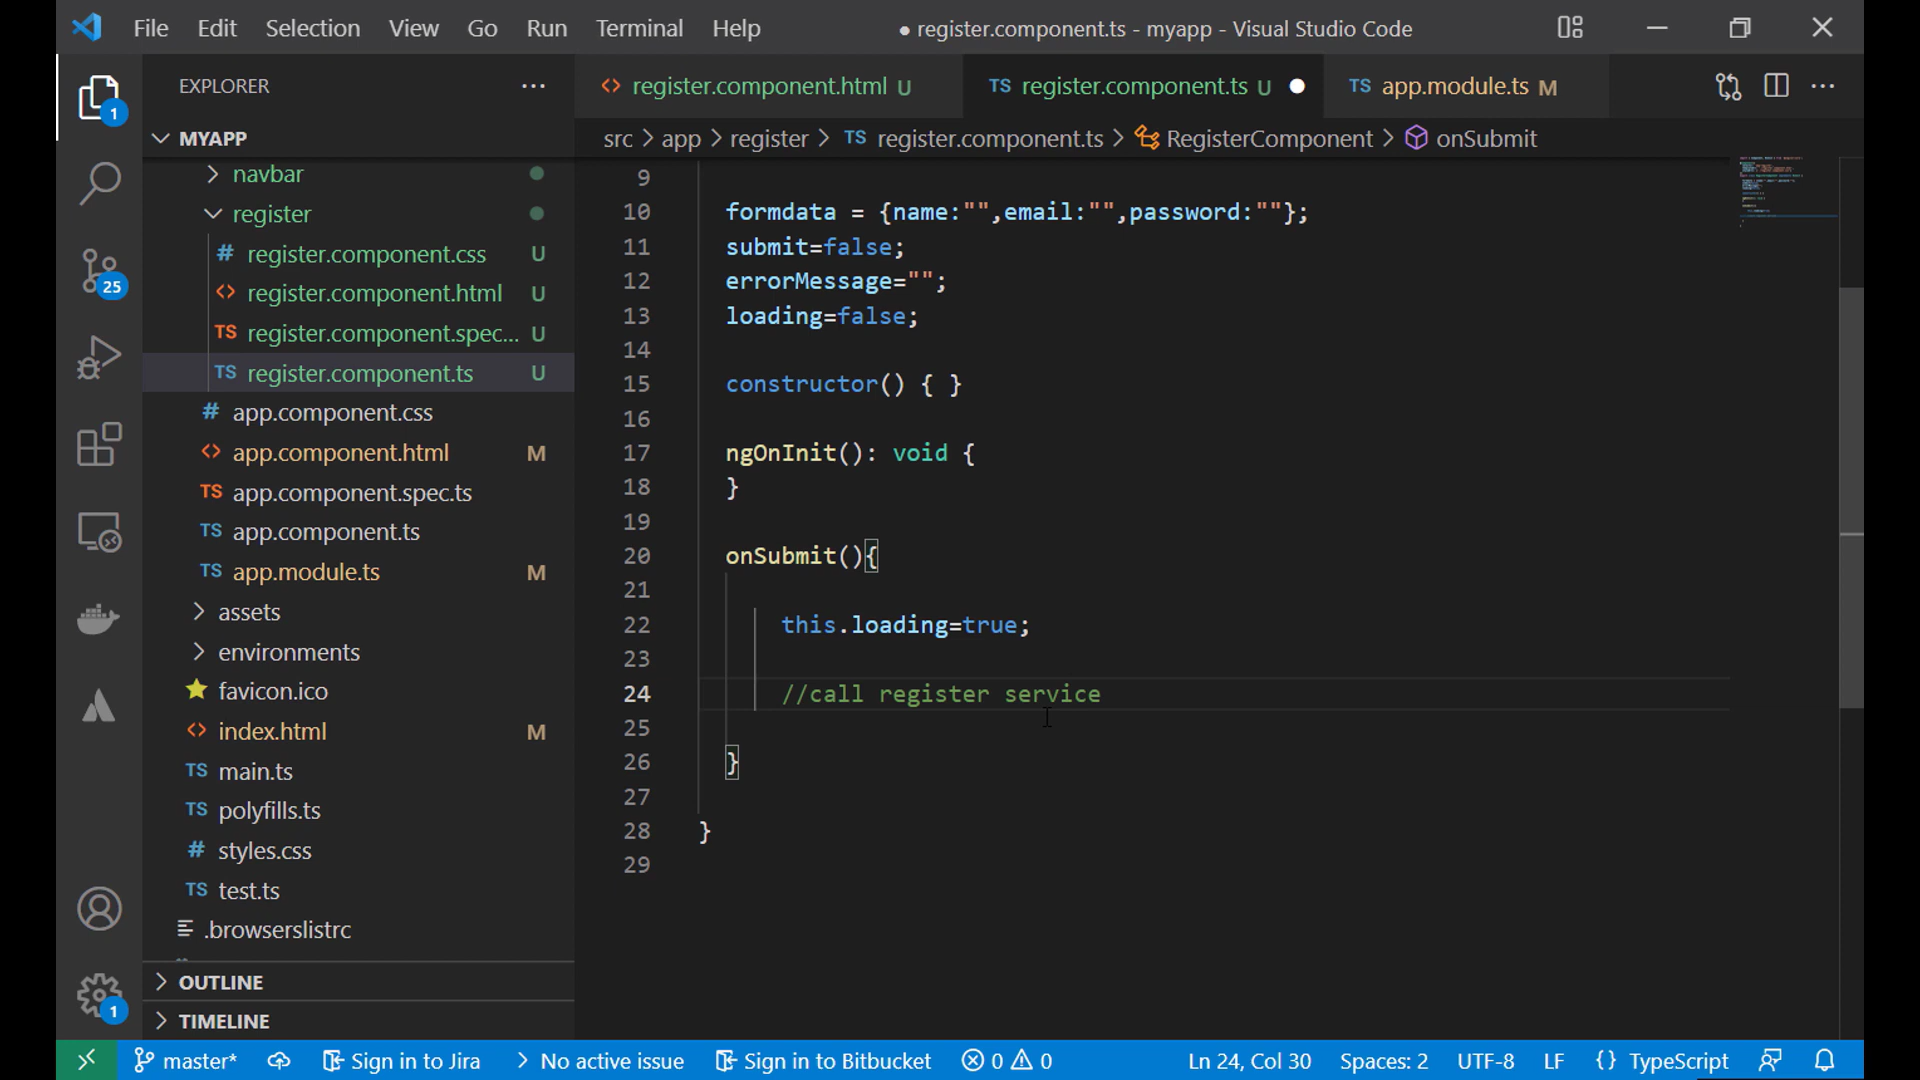 File Edit Selection View Go Run Terminal Help ● register.component.ts - myapp - Visual Studio Code
EXPLORER
register.component.html U
TS register.component.ts U
TS app.module.ts M
MYAPP
src > app > register > TS register.component.ts > RegisterComponent > onSubmit
navbar
register
# register.component.css U
<> register.component.html U
TS register.component.spec... U
TS register.component.ts U
# app.component.css
<> app.component.html M
TS app.component.spec.ts
TS app.component.ts
TS app.module.ts M
assets
environments
favicon.ico
<> index.html M
TS main.ts
TS polyfills.ts
# styles.css
TS test.ts
.browserslistrc
OUTLINE
TIMELINE
1
25
1
9
10 formdata = {name:"",email:"",password:""};
11 submit=false;
12 errorMessage="";
13 loading=false;
14
15 constructor() { }
16
17 ngOnInit(): void {
18 }
19
20 onSubmit(){
21
22 this.loading=true;
23
24 //call register service
25
26 }
27
28 }
29
master* Sign in to Jira No active issue Sign in to Bitbucket 0 0 Ln 24, Col 30 Spaces: 2 UTF-8 LF {} TypeScript